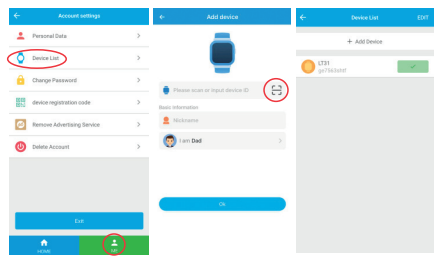 Account settings
Personal Data
Device List
Change Password
device registration code
Remove Advertising Service
Delete Account
Exit
HOME
Add device
Please scan or input device ID
Basic information
Nickname
I am Dad
Ok
Device List
EDIT
+ Add Device
LT31